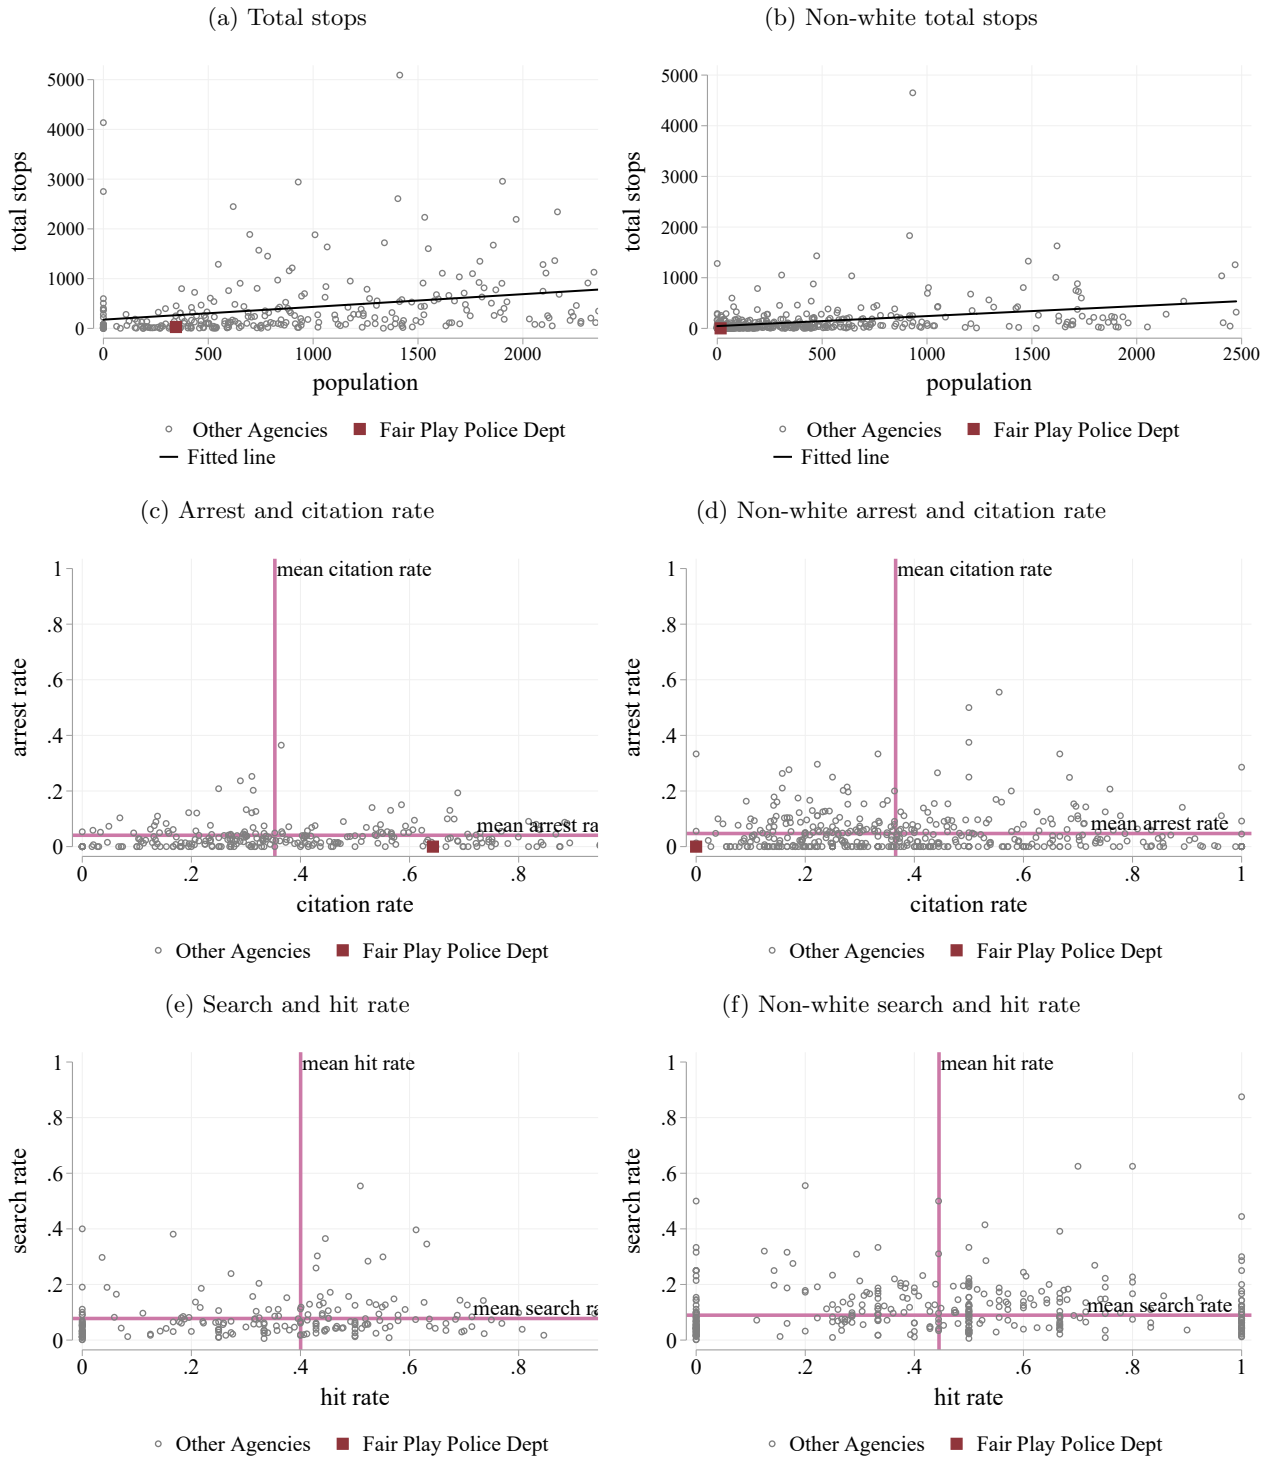 (a) Total stops
(b) Non-white total stops
total stops
5000
4000
3000
2000
1000
0
0 500 1000 1500 2000
population
Other Agencies Fair Play Police Dept
Fitted line
total stops
5000
4000
3000
2000
1000
0
0 500 1000 1500 2000 2500
population
Other Agencies Fair Play Police Dept
Fitted line
(c) Arrest and citation rate
(d) Non-white arrest and citation rate
arrest rate
1
.8
.6
.4
.2
0
mean citation rate
mean arrest ra
0 .2 .4 .6 .8
citation rate
Other Agencies Fair Play Police Dept
arrest rate
1
.8
.6
.4
.2
0
mean citation rate
mean arrest rate
0 .2 .4 .6 .8 1
citation rate
Other Agencies Fair Play Police Dept
(e) Search and hit rate
(f) Non-white search and hit rate
search rate
1
.8
.6
.4
.2
0
mean hit rate
mean search ra
0 .2 .4 .6 .8
hit rate
Other Agencies Fair Play Police Dept
search rate
1
.8
.6
.4
.2
0
mean hit rate
mean search rate
0 .2 .4 .6 .8 1
hit rate
Other Agencies Fair Play Police Dept